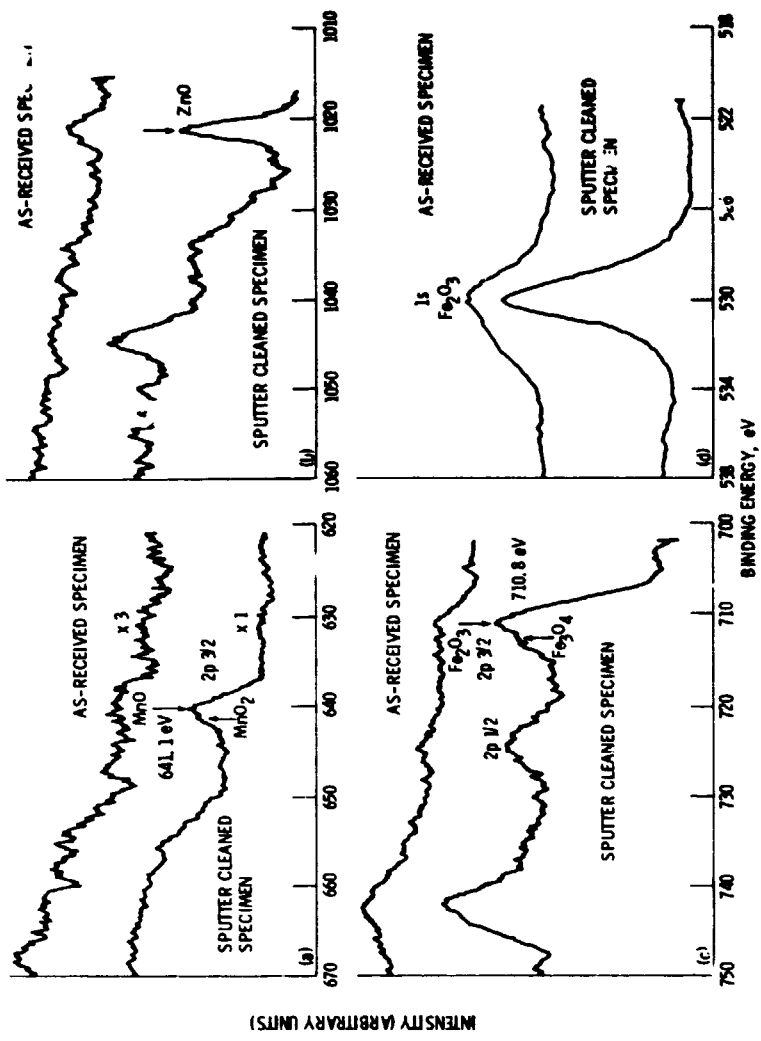 INTENSITY (ARBITRARY UNITS)
AS-RECEIVED SPECIMEN
x 3
MnO
641.1 eV
2p 3/2
x 1
MnO2
SPUTTER CLEANED
SPECIMEN
(a)
670 660 650 640 630 620
AS-RECEIVED
ZnO
SPUTTER CLEANED SPECIMEN
(b)
1060 1050 1040 1030 1020 1010
AS-RECEIVED SPECIMEN
Fe2O3
2p 3/2
710.8 eV
Fe3O4
2p 1/2
SPUTTER CLEANED SPECIMEN
(c)
750 740 730 720 710 700
AS-RECEIVED SPECIMEN
1s
Fe2O3
SPUTTER CLEANED
(d)
538 534 530 522 518
BINDING ENERGY, eV